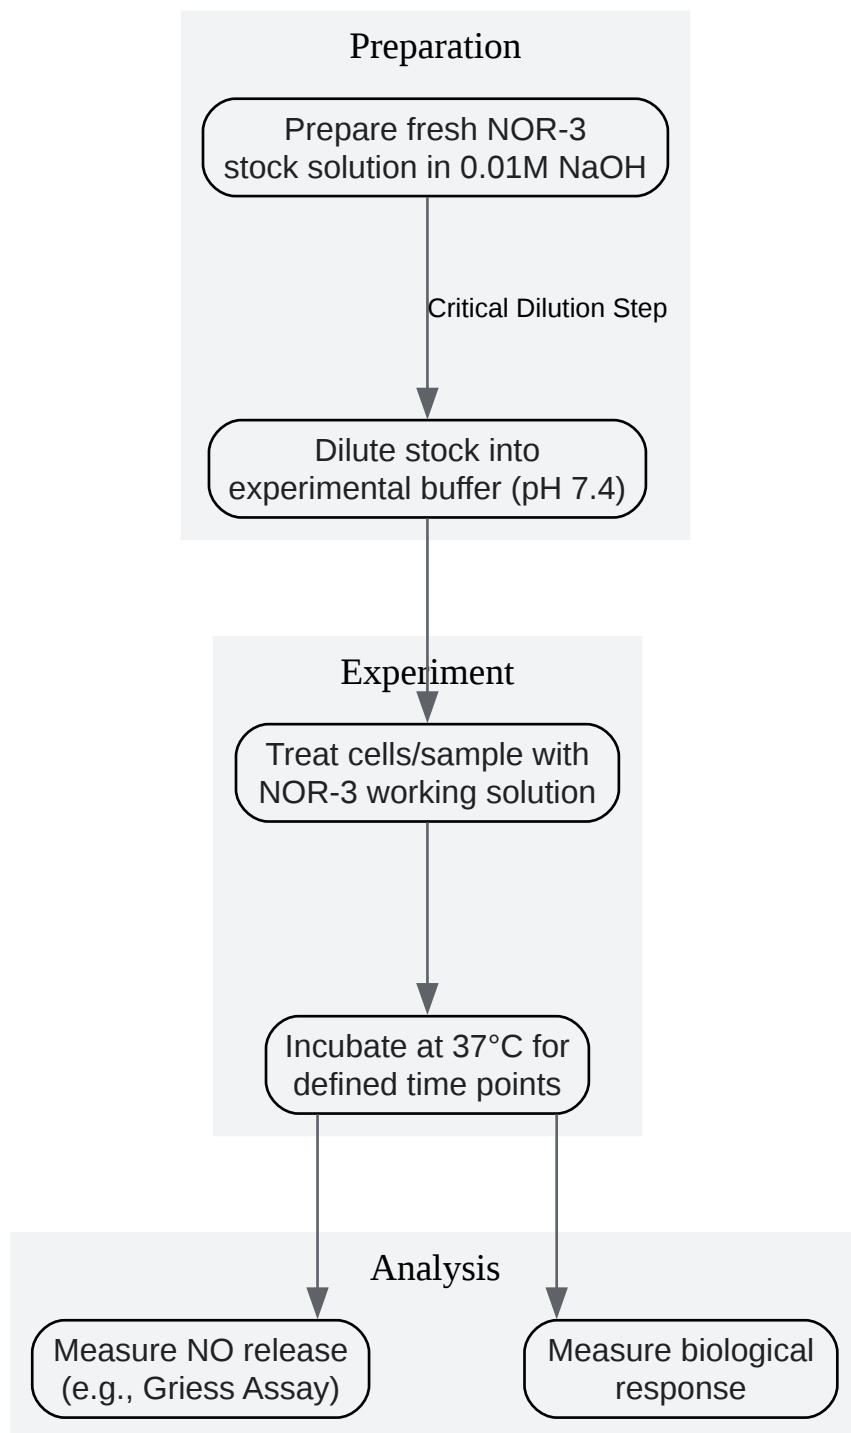 Preparation
Prepare fresh NOR-3
stock solution in 0.01M NaOH
Critical Dilution Step
Dilute stock into
experimental buffer (pH 7.4)
Experiment
Treat cells/sample with
NOR-3 working solution
Incubate at 37°C for
defined time points
Analysis
Measure NO release
(e.g., Griess Assay)
Measure biological
response